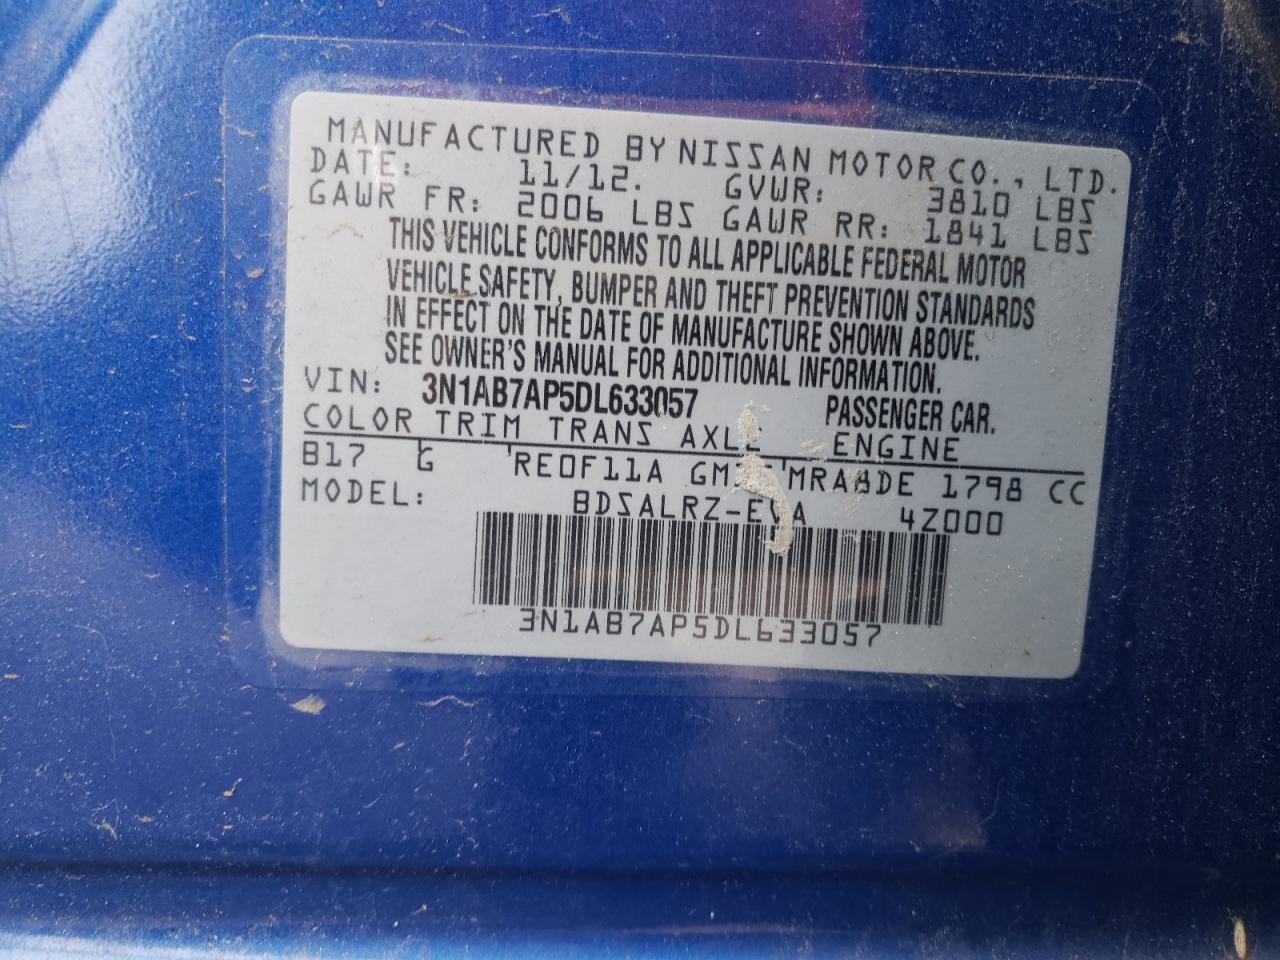 MANUFACTURED BY NISSAN MOTOR CO., LTD.
DATE: 11/12. GVWR: 3810 LBS
GAWR FR: 2006 LBS GAWR RR: 1841 LBS
THIS VEHICLE CONFORMS TO ALL APPLICABLE FEDERAL MOTOR
VEHICLE SAFETY, BUMPER AND THEFT PREVENTION STANDARDS
IN EFFECT ON THE DATE OF MANUFACTURE SHOWN ABOVE.
SEE OWNER'S MANUAL FOR ADDITIONAL INFORMATION.
VIN: 3N1AB7AP5DL633057 PASSENGER CAR.
COLOR TRIM TRANS AXLE ENGINE
B17 G RE0F11A MRA8DE 1798 CC
MODEL: 4Z000
3N1AB7AP5DL633057